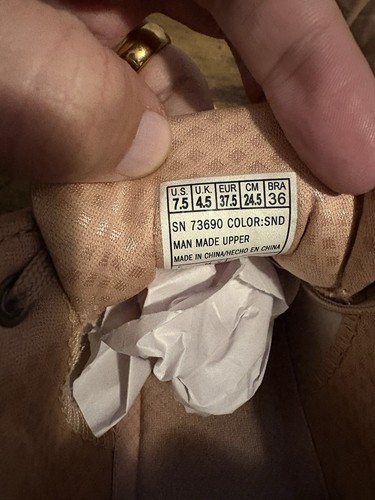 U.S. U.K. EUR CM BRA
7.5 4.5 37.5 24.5 36
SN 73690 COLOR:SND
MAN MADE UPPER
MADE IN CHINA/HECHO EN CHINA